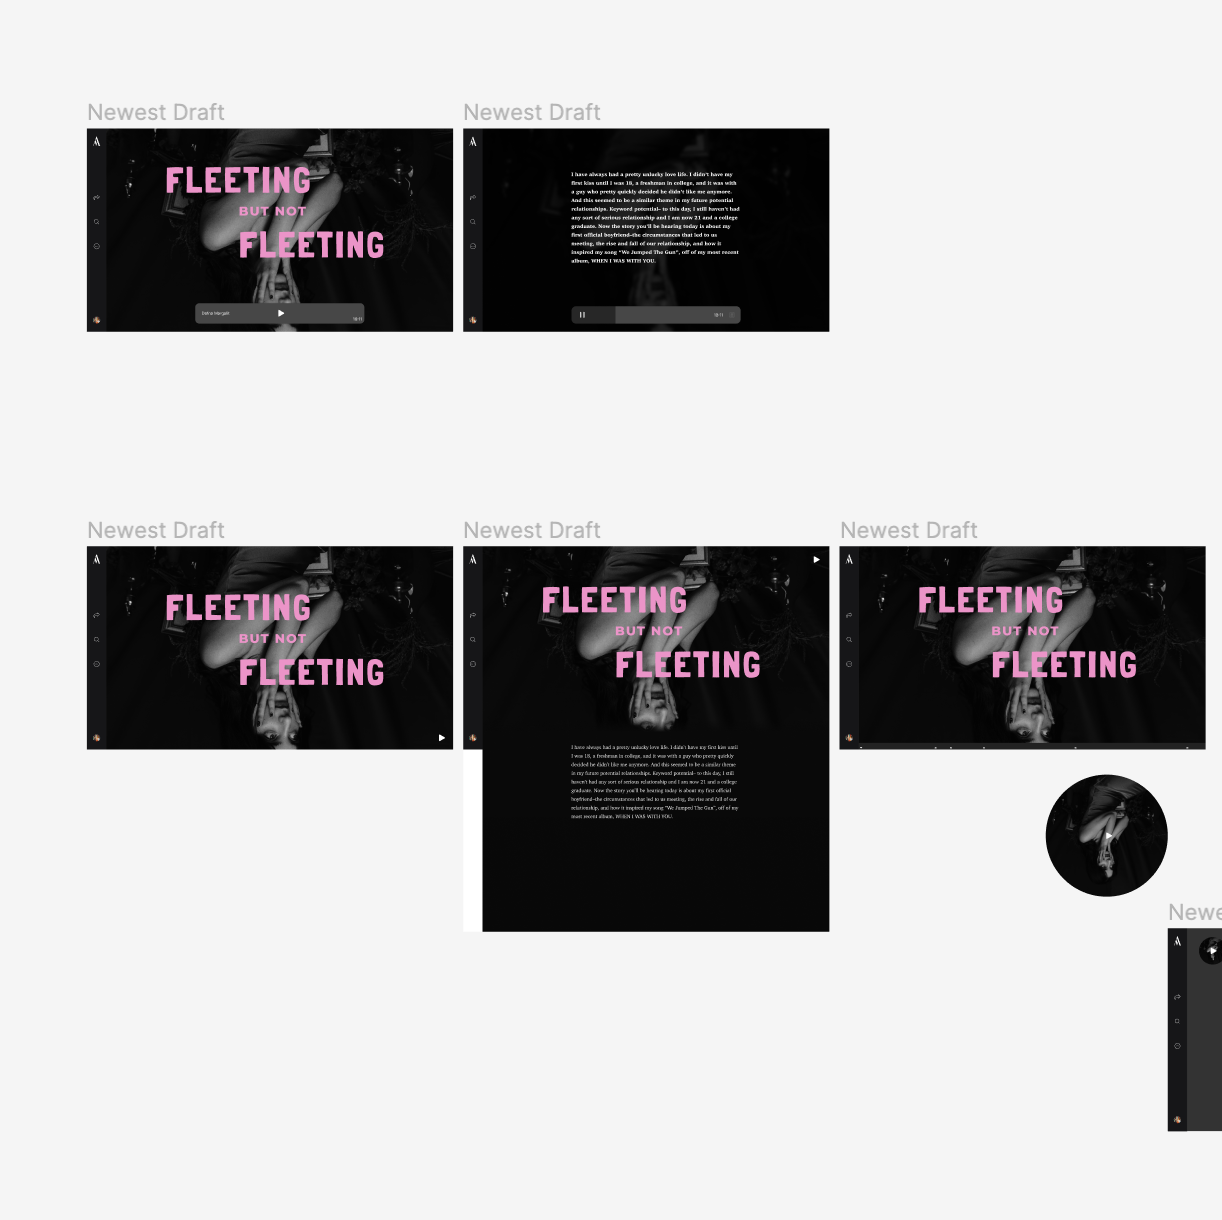 Newest Draft
FLEETING
BUT NOT
FLEETING
18:11
Newest Draft
I have always had a pretty unlucky love life. I didn't have my
first kiss until I was 18, a freshman in college, and it was with
a guy who pretty quickly decided he didn't like me anymore.
And this seemed to be a similar theme in my future potential
relationships. Keyword potential– to this day, I still haven't had
any sort of serious relationship and I am now 21 and a college
graduate. Now the story you'll be hearing today is about my
first official boyfriend–the circumstances that led to us
meeting, the rise and fall of our relationship, and how it
inspired my song "We Jumped The Gun", off of my most recent
album, WHEN I WAS WITH YOU.
18:11
Newest Draft
FLEETING
BUT NOT
FLEETING
Newest Draft
FLEETING
BUT NOT
FLEETING
I have always had a pretty unlucky love life. I didn't have my first kiss until
I was 18, a freshman in college, and it was with a guy who pretty quickly
decided he didn't like me anymore. And this seemed to be a similar theme
in my future potential relationships. Keyword potential– to this day, I still
haven't had any sort of serious relationship and I am now 21 and a college
graduate. Now the story you'll be hearing today is about my first official
boyfriend–the circumstances that led to us meeting, the rise and fall of our
relationship, and how it inspired my song "We Jumped The Gun", off of my
most recent album, WHEN I WAS WITH YOU.
Newest Draft
FLEETING
BUT NOT
FLEETING
Newe